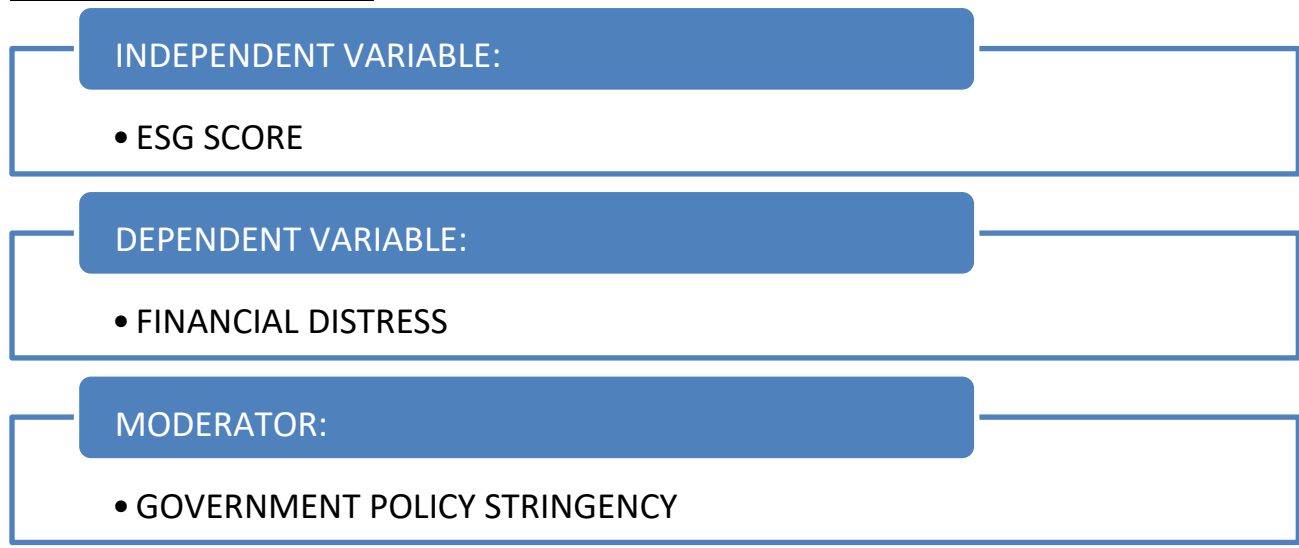 INDEPENDENT VARIABLE:
• ESG SCORE
DEPENDENT VARIABLE:
• FINANCIAL DISTRESS
MODERATOR:
• GOVERNMENT POLICY STRINGENCY